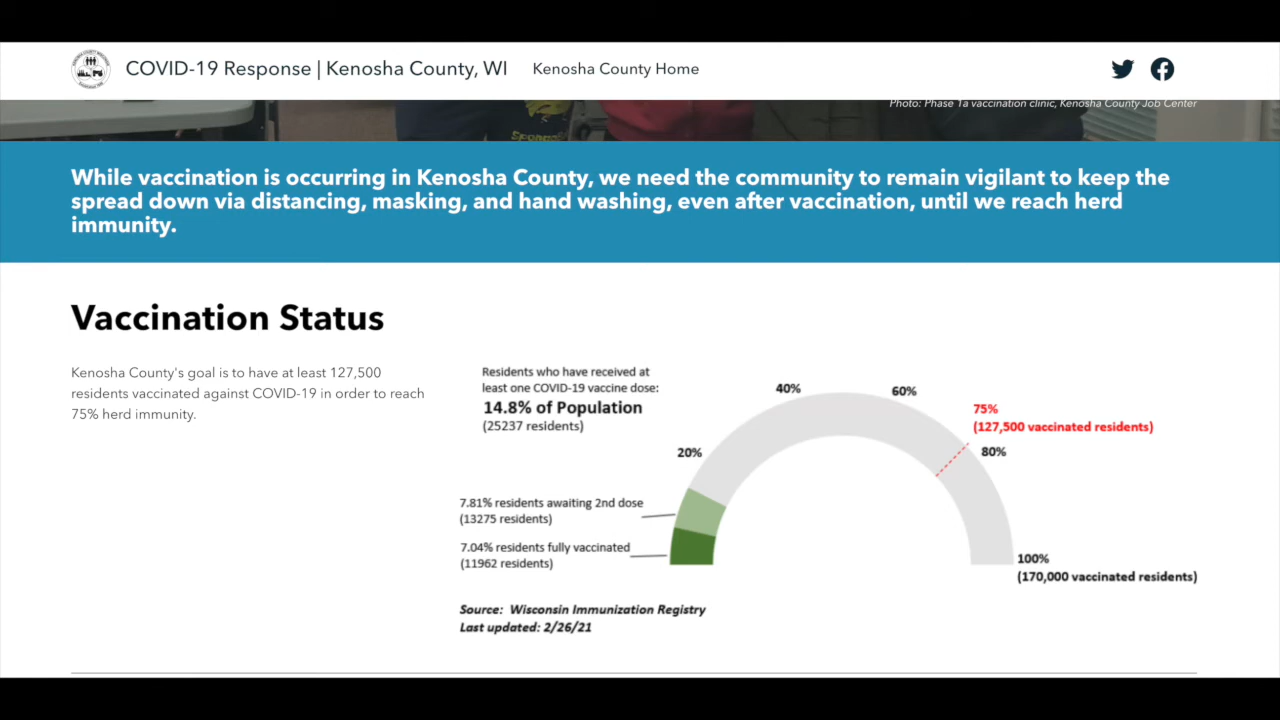 COVID-19 Response | Kenosha County, WI
Kenosha County Home
Photo: Phase 1a vaccination clinic, Kenosha County Job Center
While vaccination is occurring in Kenosha County, we need the community to remain vigilant to keep the
spread down via distancing, masking, and hand washing, even after vaccination, until we reach herd
immunity.
Vaccination Status
Kenosha County's goal is to have at least 127,500
residents vaccinated against COVID-19 in order to reach
75% herd immunity.
Residents who have received at
least one COVID-19 vaccine dose:
14.8% of Population
(25237 residents)
20%
40%
60%
75%
(127,500 vaccinated residents)
80%
7.81% residents awaiting 2nd dose
(13275 residents)
7.04% residents fully vaccinated
(11962 residents)
100%
(170,000 vaccinated residents)
Source: Wisconsin Immunization Registry
Last updated: 2/26/21